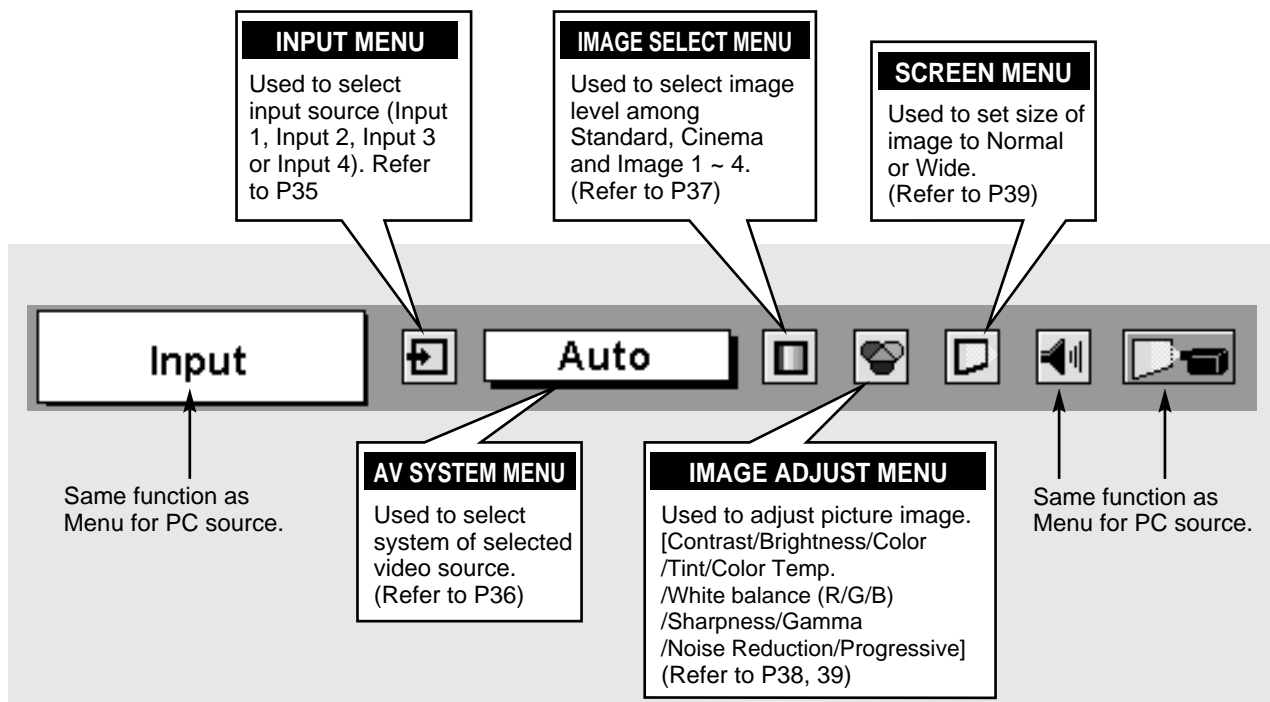 INPUT MENU
Used to select
input source (Input
1, Input 2, Input 3
or Input 4). Refer
to P35
IMAGE SELECT MENU
Used to select image
level among
Standard, Cinema
and Image 1 ~ 4.
(Refer to P37)
SCREEN MENU
Used to set size of
image to Normal
or Wide.
(Refer to P39)
Input
Auto
Same function as
Menu for PC source.
AV SYSTEM MENU
Used to select
system of selected
video source.
(Refer to P36)
IMAGE ADJUST MENU
Used to adjust picture image.
[Contrast/Brightness/Color
/Tint/Color Temp.
/White balance (R/G/B)
/Sharpness/Gamma
/Noise Reduction/Progressive]
(Refer to P38, 39)
Same function as
Menu for PC source.